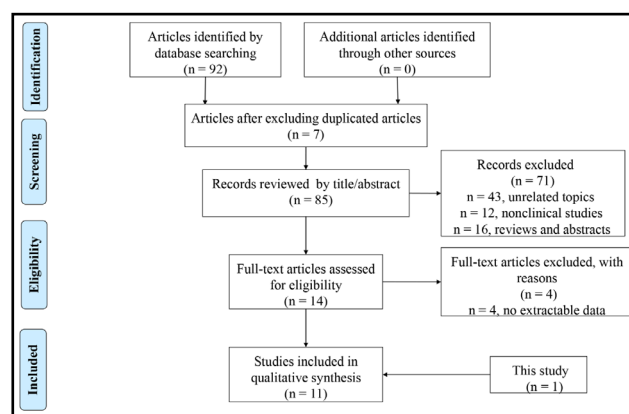 Identification
Articles identified by
database searching
(n = 92)
Additional articles identified
through other sources
(n = 0)
Articles after excluding duplicated articles
(n = 7)
Screening
Records reviewed by title/abstract
(n = 85)
Records excluded
(n = 71)
n = 43, unrelated topics
n = 12, nonclinical studies
n = 16, reviews and abstracts
Eligibility
Full-text articles assessed
for eligibility
(n = 14)
Full-text articles excluded, with
reasons
(n = 4)
n = 4, no extractable data
Included
Studies included in
qualitative synthesis
(n = 11)
This study
(n = 1)